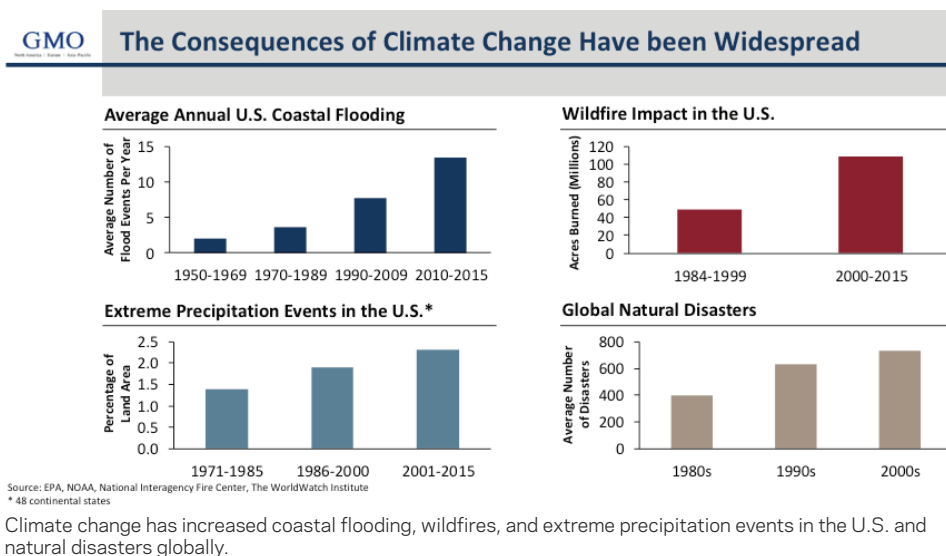 GMO
North America · Europe · Asia-Pacific
The Consequences of Climate Change Have been Widespread
Average Annual U.S. Coastal Flooding
Average Number of
Flood Events Per Year
15
10
5
0
1950-1969 1970-1989 1990-2009 2010-2015
Wildfire Impact in the U.S.
Acres Burned (Millions)
120
100
80
60
40
20
0
1984-1999 2000-2015
Extreme Precipitation Events in the U.S.*
Percentage of
Land Area
2.5
2.0
1.5
1.0
0.5
0.0
1971-1985 1986-2000 2001-2015
Global Natural Disasters
Average Number
of Disasters
800
600
400
200
0
1980s 1990s 2000s
Source: EPA, NOAA, National Interagency Fire Center, The WorldWatch Institute
* 48 continental states
Climate change has increased coastal flooding, wildfires, and extreme precipitation events in the U.S. and
natural disasters globally.